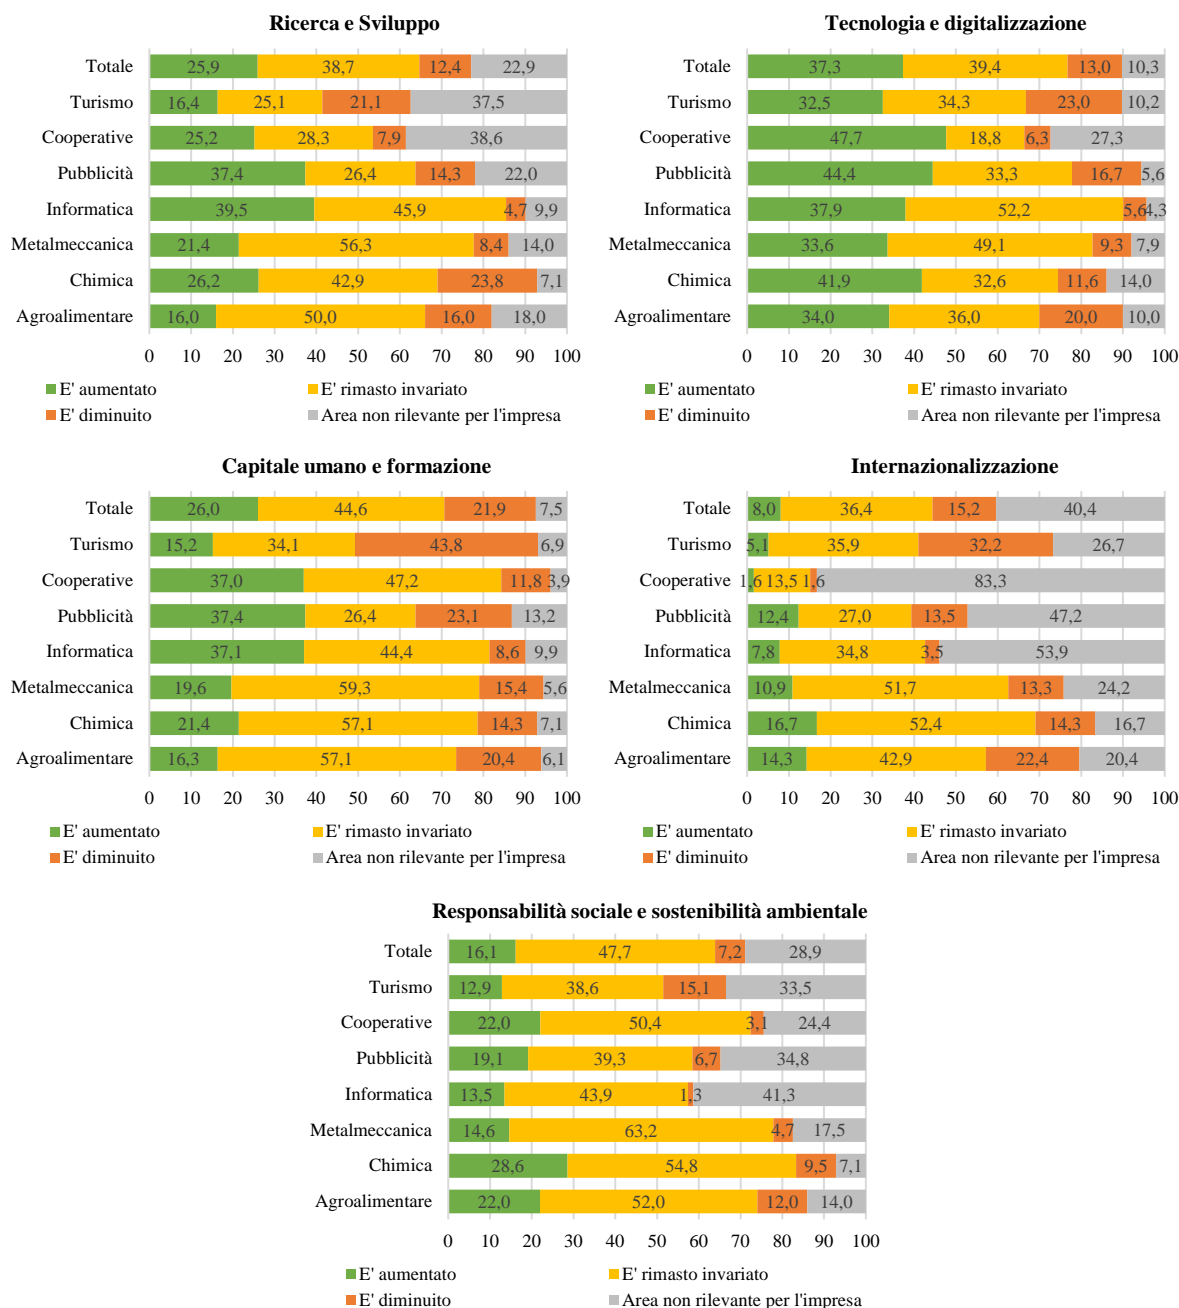 Ricerca e Sviluppo
Totale 25,9 38,7 12,4 22,9
Turismo 16,4 25,1 21,1 37,5
Cooperative 25,2 28,3 7,9 38,6
Pubblicità 37,4 26,4 14,3 22,0
Informatica 39,5 45,9 4,7 9,9
Metalmeccanica 21,4 56,3 8,4 14,0
Chimica 26,2 42,9 23,8 7,1
Agroalimentare 16,0 50,0 16,0 18,0
0 10 20 30 40 50 60 70 80 90 100
E' aumentato E' rimasto invariato
E' diminuito Area non rilevante per l'impresa
Tecnologia e digitalizzazione
Totale 37,3 39,4 13,0 10,3
Turismo 32,5 34,3 23,0 10,2
Cooperative 47,7 18,8 6,3 27,3
Pubblicità 44,4 33,3 16,7 5,6
Informatica 37,9 52,2 5,6 4,3
Metalmeccanica 33,6 49,1 9,3 7,9
Chimica 41,9 32,6 11,6 14,0
Agroalimentare 34,0 36,0 20,0 10,0
0 10 20 30 40 50 60 70 80 90 100
E' aumentato E' rimasto invariato
E' diminuito Area non rilevante per l'impresa
Capitale umano e formazione
Totale 26,0 44,6 21,9 7,5
Turismo 15,2 34,1 43,8 6,9
Cooperative 37,0 47,2 11,8 3,9
Pubblicità 37,4 26,4 23,1 13,2
Informatica 37,1 44,4 8,6 9,9
Metalmeccanica 19,6 59,3 15,4 5,6
Chimica 21,4 57,1 14,3 7,1
Agroalimentare 16,3 57,1 20,4 6,1
0 10 20 30 40 50 60 70 80 90 100
E' aumentato E' rimasto invariato
E' diminuito Area non rilevante per l'impresa
Internazionalizzazione
Totale 8,0 36,4 15,2 40,4
Turismo 5,1 35,9 32,2 26,7
Cooperative 1,6 13,5 1,6 83,3
Pubblicità 12,4 27,0 13,5 47,2
Informatica 7,8 34,8 3,5 53,9
Metalmeccanica 10,9 51,7 13,3 24,2
Chimica 16,7 52,4 14,3 16,7
Agroalimentare 14,3 42,9 22,4 20,4
0 10 20 30 40 50 60 70 80 90 100
E' aumentato E' rimasto invariato
E' diminuito Area non rilevante per l'impresa
Responsabilità sociale e sostenibilità ambientale
Totale 16,1 47,7 7,2 28,9
Turismo 12,9 38,6 15,1 33,5
Cooperative 22,0 50,4 3,1 24,4
Pubblicità 19,1 39,3 6,7 34,8
Informatica 13,5 43,9 1,3 41,3
Metalmeccanica 14,6 63,2 4,7 17,5
Chimica 28,6 54,8 9,5 7,1
Agroalimentare 22,0 52,0 12,0 14,0
0 10 20 30 40 50 60 70 80 90 100
E' aumentato E' rimasto invariato
E' diminuito Area non rilevante per l'impresa